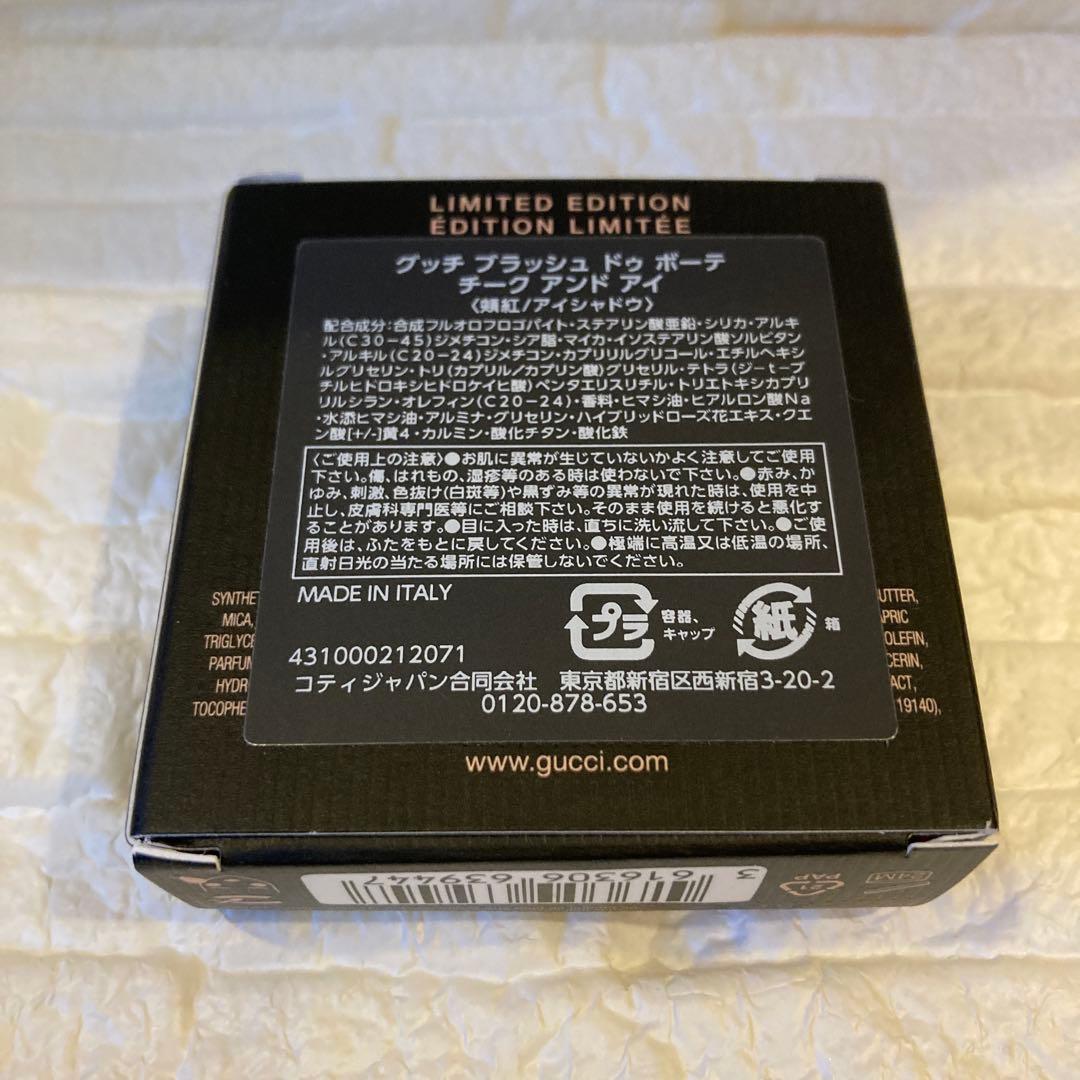 LIMITED EDITION
ÉDITION LIMITÉE
グッチ ブラッシュ ドゥ ボーテ
チーク アンド アイ
〈頬紅/アイシャドウ〉
配合成分:合成フルオロフロゴパイト・ステアリン酸亜鉛・シリカ・アルキ
ル(C30-45)ジメチコン・シア脂・マイカ・イソステアリン酸ソルビタン
・アルキル(C20-24)ジメチコン・カプリリルグリコール・エチルヘキシ
ルグリセリン・トリ(カプリル/カプリン酸)グリセリル・テトラ(ジ-t-ブ
チルヒドロキシヒドロケイヒ酸)ペンタエリスリチル・トリエトキシカプリ
リルシラン・オレフィン(C20-24)・香料・ヒマシ油・ヒアルロン酸Na
・水添ヒマシ油・アルミナ・グリセリン・ハイブリッドローズ花エキス・クエ
ン酸[+/-]黄4・カルミン・酸化チタン・酸化鉄
〈ご使用上の注意〉●お肌に異常が生じていないかよく注意してご使用
下さい。傷、はれもの、湿疹等のある時は使わないで下さい。●赤み、か
ゆみ、刺激、色抜け(白斑等)や黒ずみ等の異常が現れた時は、使用を中
止し、皮膚科専門医等にご相談下さい。そのまま使用を続けると悪化す
ることがあります。●目に入った時は、直ちに洗い流して下さい。●ご使
用後は、ふたをもとに戻してください。●極端に高温又は低温の場所、
直射日光の当たる場所には保管しないでください。
MADE IN ITALY
プラ 容器、
キャップ
紙 箱
431000212071
コティジャパン合同会社 東京都新宿区西新宿3-20-2
0120-878-653
SYNTHE
MICA,
TRIGLYCE
PARFUM
HYDR
TOCOPHE
UTTER,
APRIC
OLEFIN,
CERIN,
ACT,
19140),
www.gucci.com
3 616306 639447
21
PAP
24M